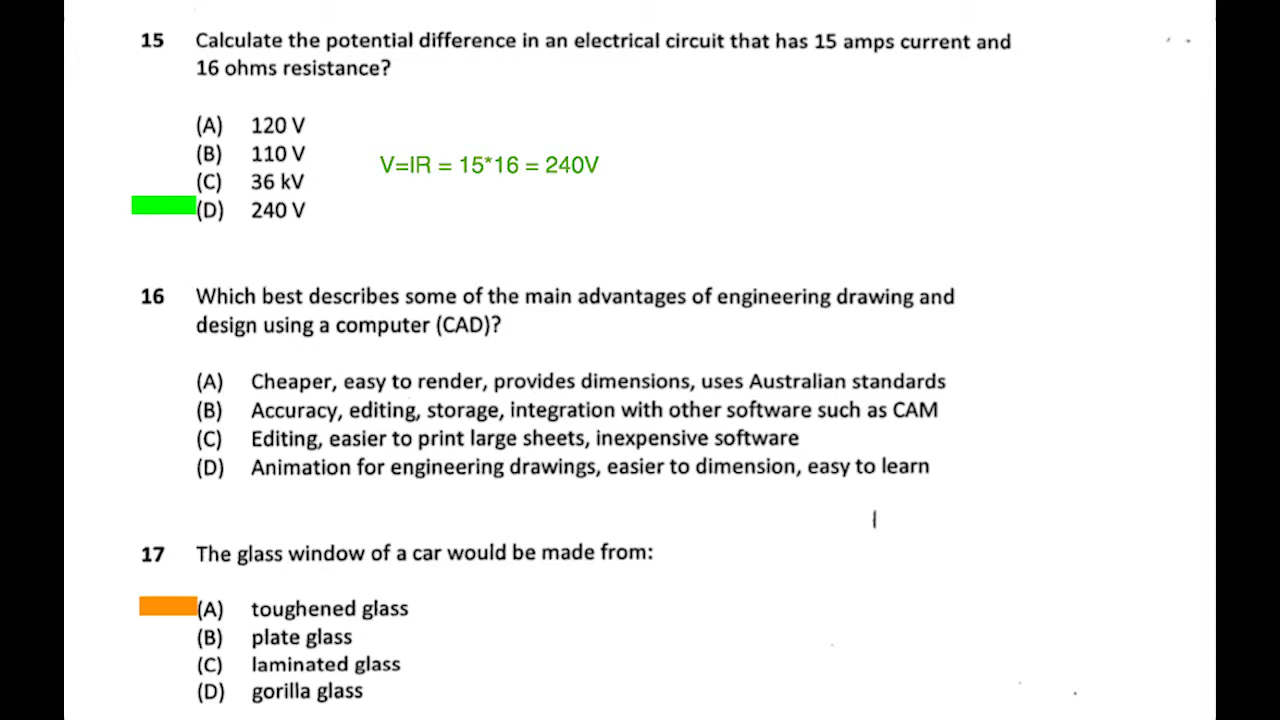 15 Calculate the potential difference in an electrical circuit that has 15 amps current and
16 ohms resistance?
(A) 120 V
(B) 110 V
V=IR = 15*16 = 240V
(C) 36 kV
(D) 240 V
16 Which best describes some of the main advantages of engineering drawing and
design using a computer (CAD)?
(A) Cheaper, easy to render, provides dimensions, uses Australian standards
(B) Accuracy, editing, storage, integration with other software such as CAM
(C) Editing, easier to print large sheets, inexpensive software
(D) Animation for engineering drawings, easier to dimension, easy to learn
17 The glass window of a car would be made from:
(A) toughened glass
(B) plate glass
(C) laminated glass
(D) gorilla glass